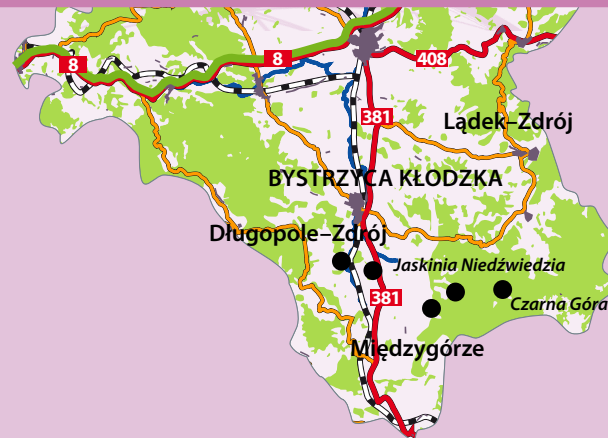 8
8
408
381
Lądek–Zdrój
BYSTRZYCA KŁODZKA
Długopole–Zdrój
Jaskinia Niedźwiedzia
381
Czarna Góra
Międzygórze